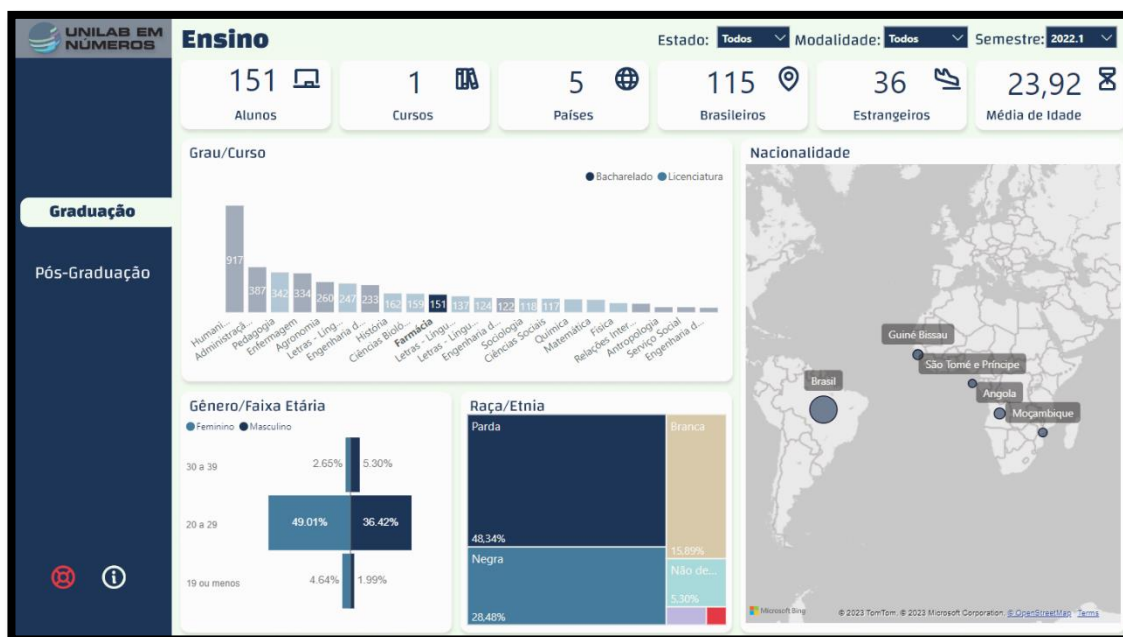 UNILAB EM
NÚMEROS
Ensino
Estado: Todos Modalidade: Todos Semestre: 2022.1
151
Alunos
1
Cursos
5
Países
115
Brasileiros
36
Estrangeiros
23,92
Média de Idade
Graduação
Pós-Graduação
Grau/Curso
Bacharelado Licenciatura
917 387 342 334 260 247 233 162 159 151 137 124 122 118 117
Humani...
Administraçã...
Pedagogia
Enfermagem
Agronomia
Letras - Ling...
Engenharia d...
História
Ciências Bioló...
Farmácia
Letras - Língu...
Letras - Língu...
Engenharia d...
Sociologia
Ciências Sociais
Química
Matemática
Física
Relações Inter...
Antropologia
Serviço Social
Engenharia d...
Gênero/Faixa Etária
Feminino Masculino
30 a 39 2.65% 5.30%
20 a 29 49.01% 36.42%
19 ou menos 4.64% 1.99%
Raça/Etnia
Parda
48,34%
Negra
28,48%
Branca
15,89%
Não de...
5.30%
Nacionalidade
Guiné Bissau
São Tomé e Príncipe
Brasil
Angola
Moçambique
Microsoft Bing
© 2023 TomTom, © 2023 Microsoft Corporation, © OpenStreetMap Terms